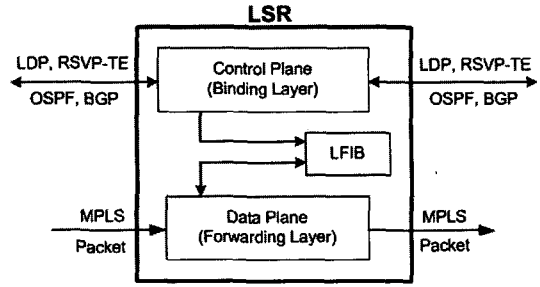 LSR
LDP, RSVP-TE
OSPF, BGP
Control Plane
(Binding Layer)
LDP, RSVP-TE
OSPF, BGP
LFIB
MPLS
Packet
Data Plane
(Forwarding Layer)
MPLS
Packet